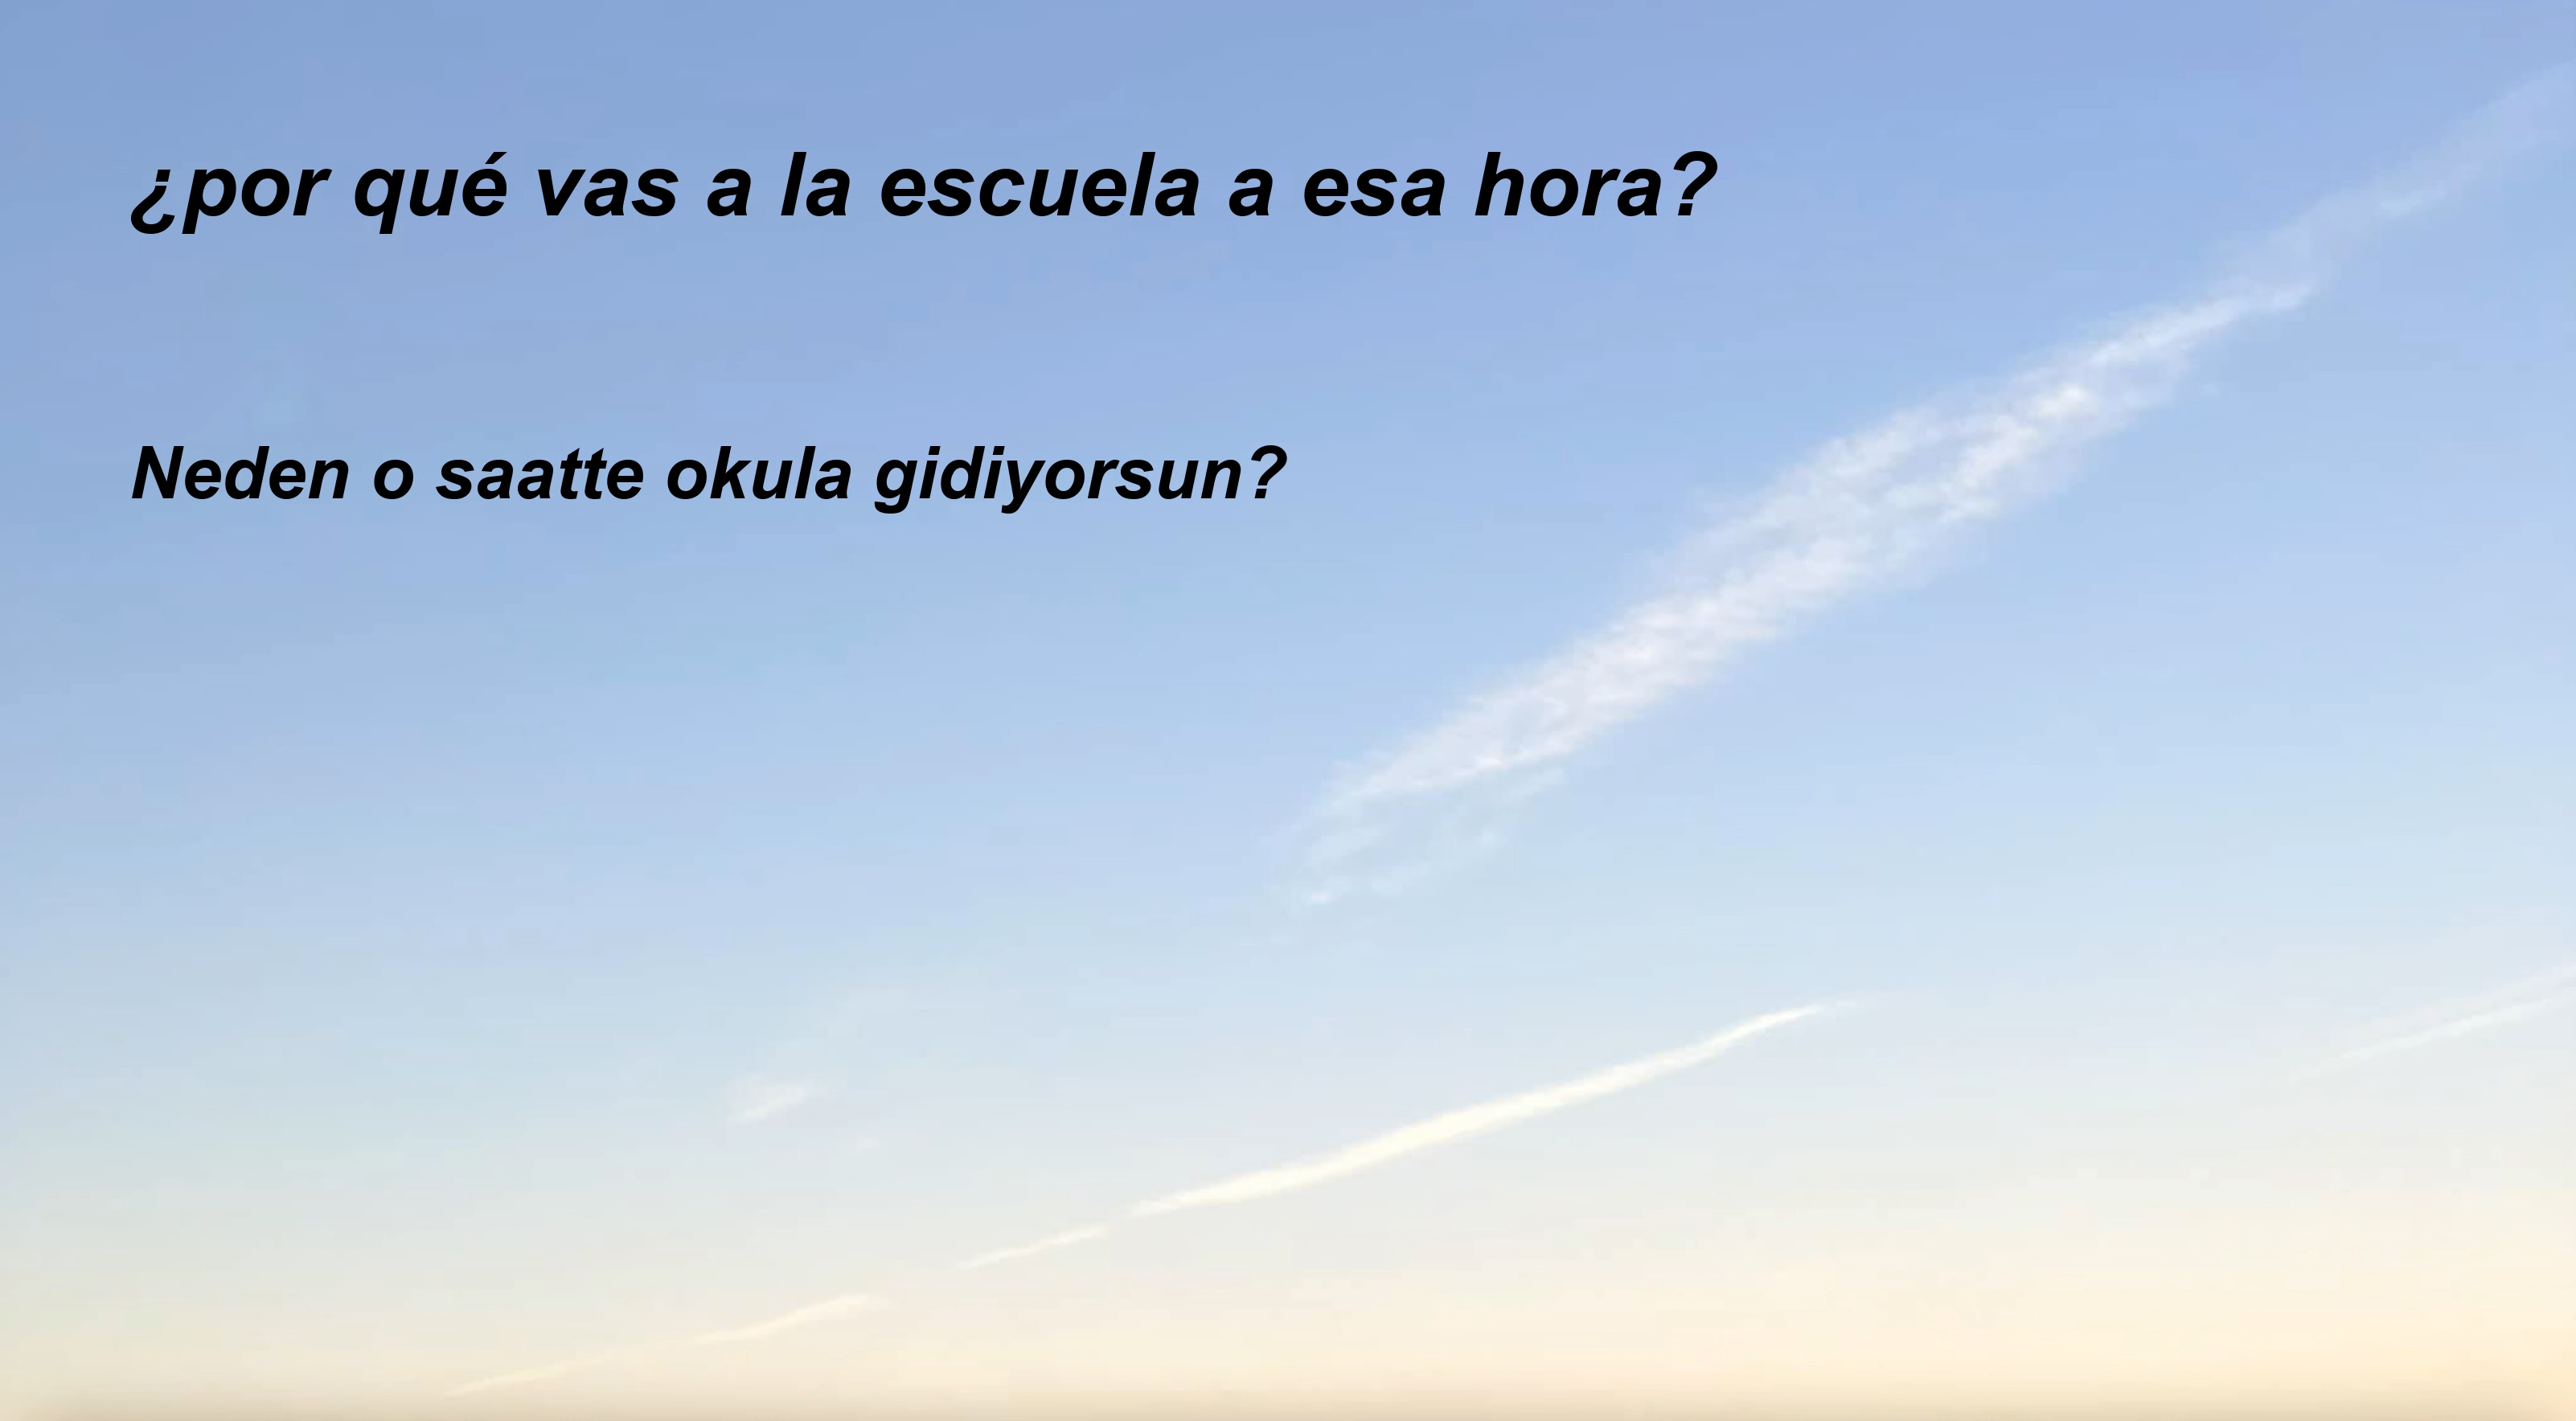 ¿por qué vas a la escuela a esa hora?
Neden o saatte okula gidiyorsun?